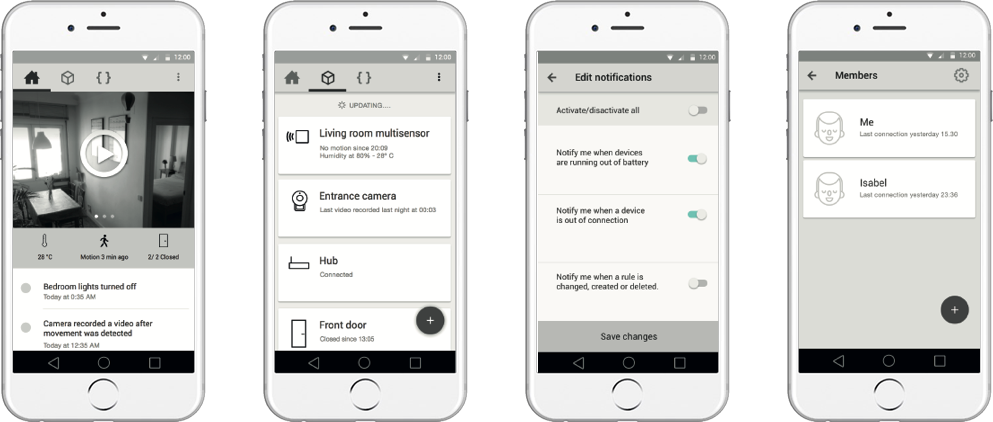 12:00
28 °C
Motion 3 min ago
2/ 2 Closed
Bedroom lights turned off
Today at 0:35 AM
Camera recorded a video after
movement was detected
Today at 12:35 AM
12:00
{ }
UPDATING....
Living room multisensor
No motion since 20:09
Humidity at 80% - 28° C
Entrance camera
Last video recorded last night at 00:03
Hub
Connected
Front door
Closed since 13:05
+
12:00
Edit notifications
Activate/disactivate all
Notify me when devices
are running out of battery
Notify me when a device
is out of connection
Notify me when a rule is
changed, created or deleted.
Save changes
12:00
Members
Me
Last connection yesterday 15:30
Isabel
Last connection yesterday 23:36
+